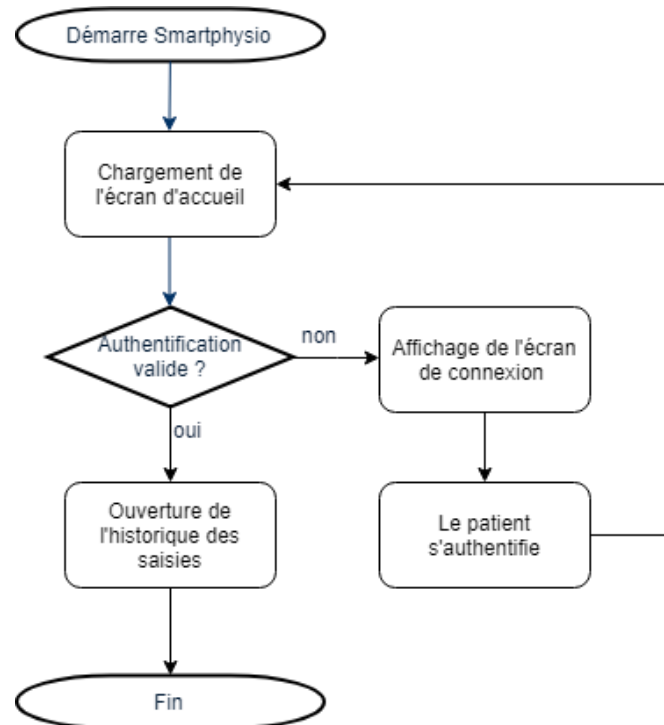 Démarre Smartphysio
Chargement de
l'écran d'accueil
Authentification
valide ?
non
Affichage de l'écran
de connexion
oui
Ouverture de
l'historique des
saisies
Le patient
s'authentifie
Fin